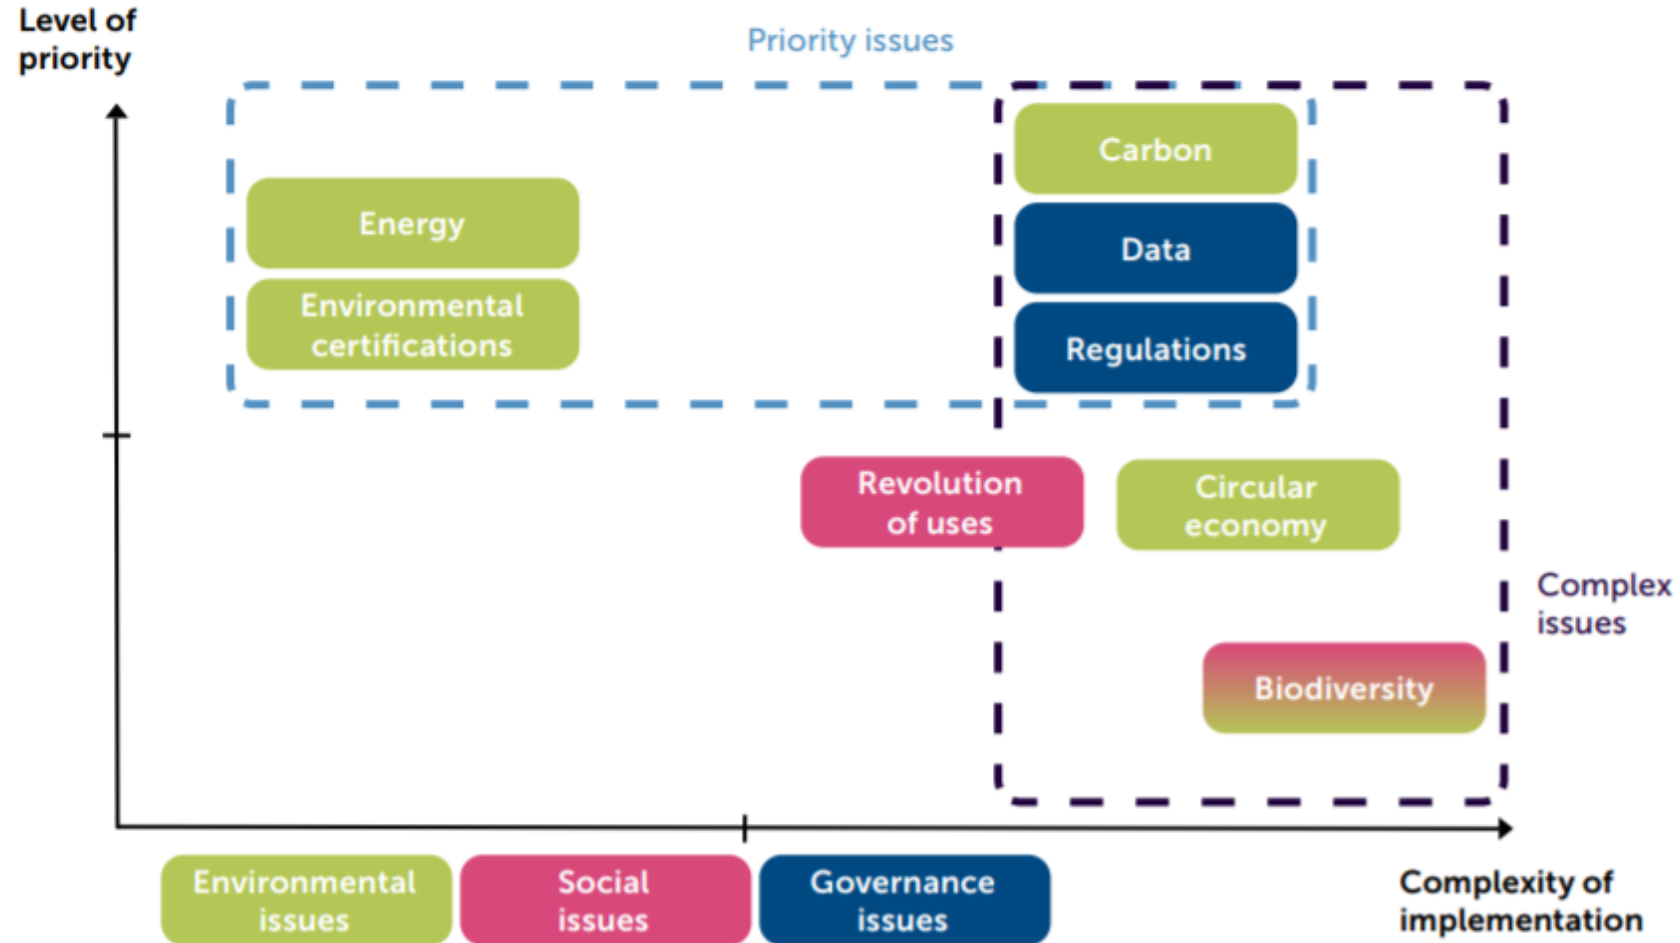 Level of
priority
Priority issues
Carbon
Energy
Data
Environmental
certifications
Regulations
Revolution
of uses
Circular
economy
Complex
issues
Biodiversity
Environmental
issues
Social
issues
Governance
issues
Complexity of
implementation